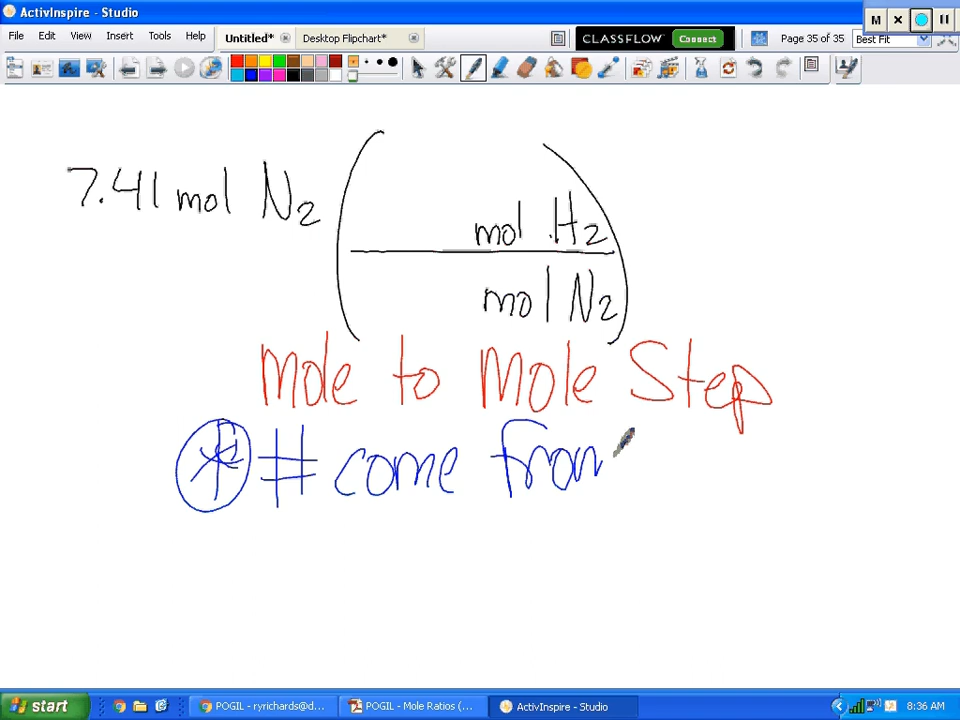 ActivInspire - Studio
M
File Edit View Insert Tools Help Untitled* Desktop Flipchart* CLASSFLOW Connect Page 35 of 35 Best Fit
7.41 mol N2
mol H2
mol N2
Mole to Mole Step
* # come from
start POGIL - ryrichards@d... POGIL - Mole Ratios (... ActivInspire - Studio 8:36 AM